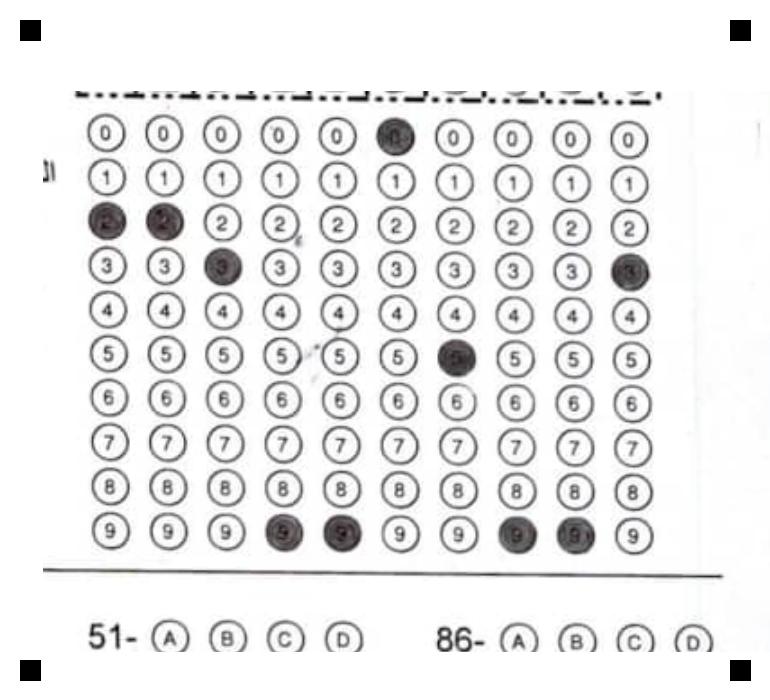 0 0 0 0 0 0 0 0 0 0
1 1 1 1 1 1 1 1 1 1
2 2 2 2 2 2 2 2 2 2
3 3 3 3 3 3 3 3 3 3
4 4 4 4 4 4 4 4 4 4
5 5 5 5 5 5 5 5 5 5
6 6 6 6 6 6 6 6 6 6
7 7 7 7 7 7 7 7 7 7
8 8 8 8 8 8 8 8 8 8
9 9 9 9 9 9 9 9 9 9
51- A B C D 86- A B C D